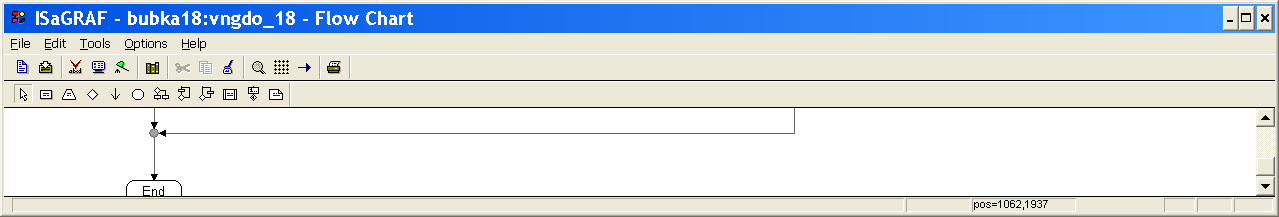 ISaGRAF - bubka18:vngdo_18 - Flow Chart
File Edit Tools Options Help
End
pos=1062,1937